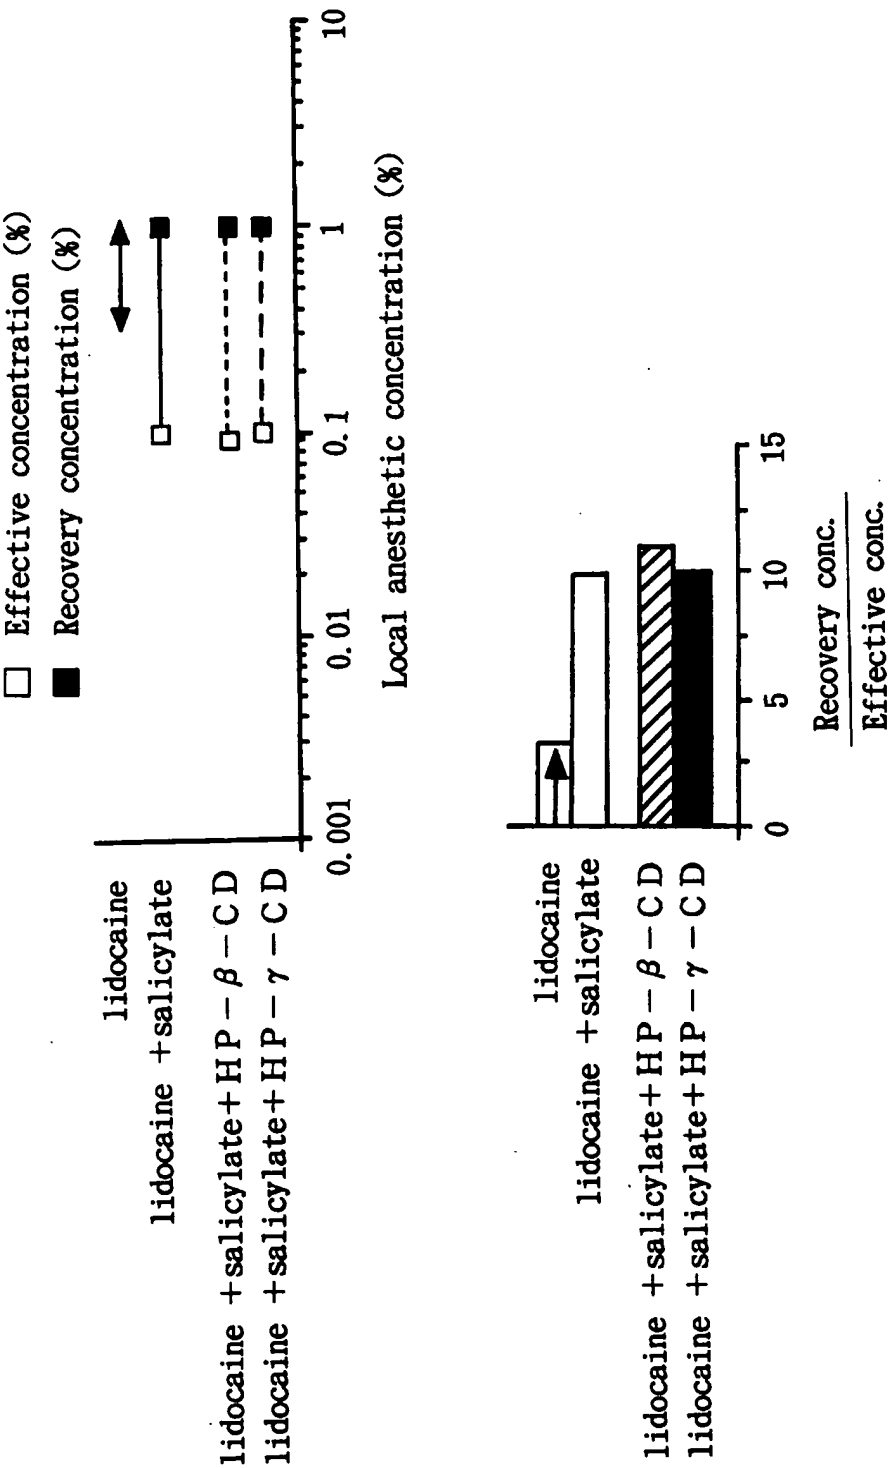 □ Effective concentration (%)
■ Recovery concentration (%)
lidocaine
lidocaine +salicylate
lidocaine +salicylate+HP-β-CD
lidocaine +salicylate+HP-γ-CD
0.001
0.01
0.1
1
10
Local anesthetic concentration (%)
lidocaine
lidocaine +salicylate
lidocaine +salicylate+HP-β-CD
lidocaine +salicylate+HP-γ-CD
0
5
10
15
Recovery conc.
Effective conc.